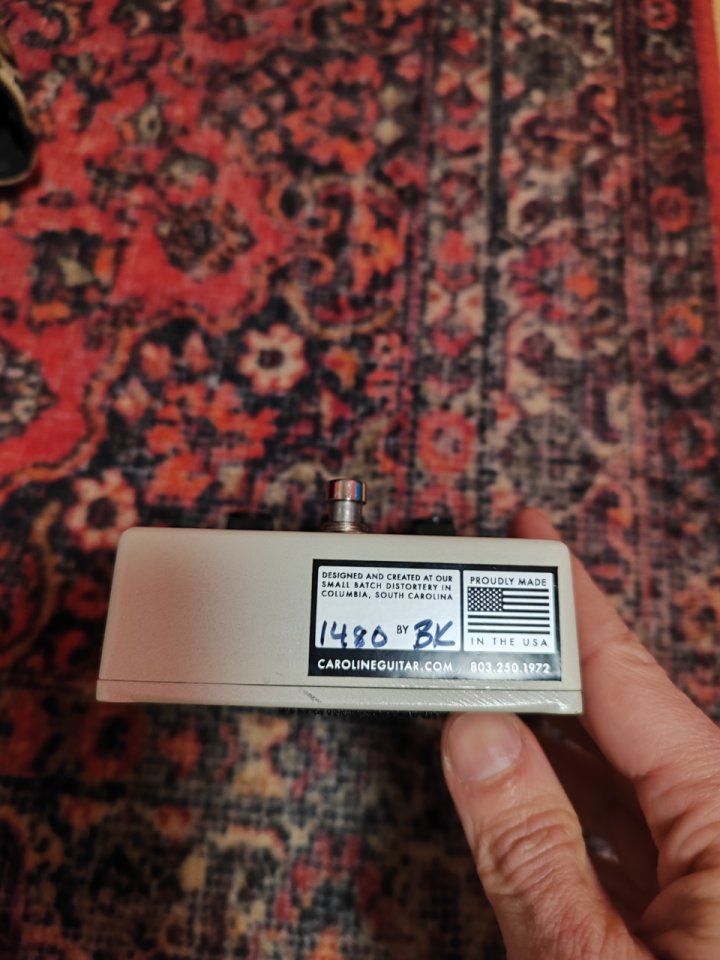 DESIGNED AND CREATED AT OUR
SMALL BATCH DISTORTERY IN
COLUMBIA, SOUTH CAROLINA
1480 BY BK
CAROLINEGUITAR.COM
PROUDLY MADE
IN THE USA
803.250.1972